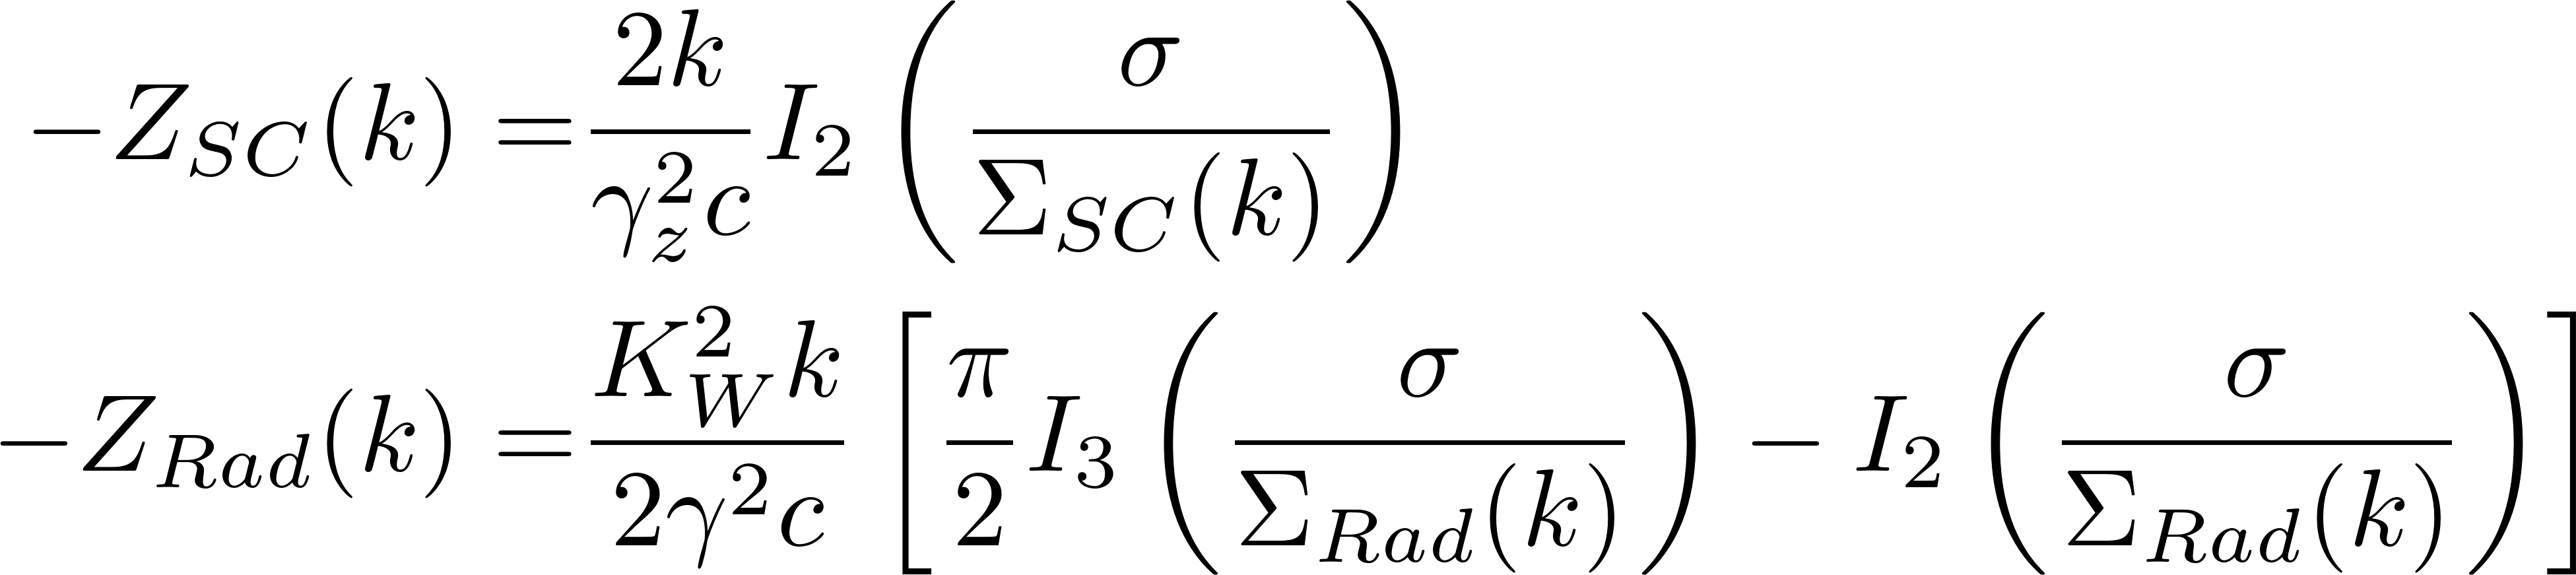 $-Z_{SC}(k) = \frac{2k}{\gamma_z^2 c} I_2 \left( \frac{\sigma}{\Sigma_{SC}(k)} \right)$
$-Z_{Rad}(k) = \frac{K_W^2 k}{2\gamma^2 c} \left[ \frac{\pi}{2} I_3 \left( \frac{\sigma}{\Sigma_{Rad}(k)} \right) - I_2 \left( \frac{\sigma}{\Sigma_{Rad}(k)} \right) \right]$